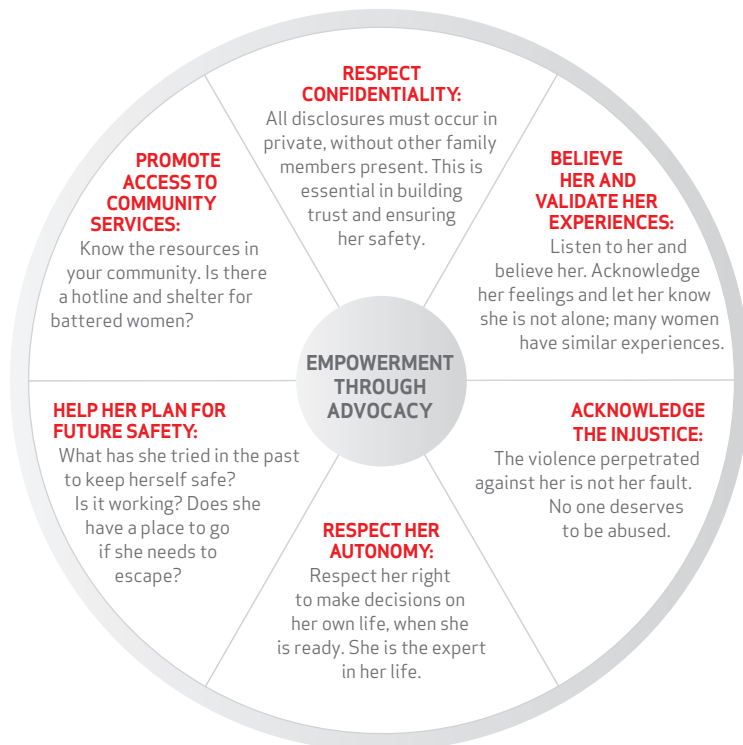 RESPECT
CONFIDENTIALITY:
All disclosures must occur in
private, without other family
members present. This is
essential in building
trust and ensuring
her safety.
BELIEVE
HER AND
VALIDATE HER
EXPERIENCES:
Listen to her and
believe her. Acknowledge
her feelings and let her know
she is not alone; many women
have similar experiences.
ACKNOWLEDGE
THE INJUSTICE:
The violence perpetrated
against her is not her fault.
No one deserves
to be abused.
RESPECT HER
AUTONOMY:
Respect her right
to make decisions on
her own life, when she
is ready. She is the expert
in her life.
HELP HER PLAN FOR
FUTURE SAFETY:
What has she tried in the past
to keep herself safe?
Is it working? Does she
have a place to go
if she needs to
escape?
PROMOTE
ACCESS TO
COMMUNITY
SERVICES:
Know the resources in
your community. Is there
a hotline and shelter for
battered women?
EMPOWERMENT
THROUGH
ADVOCACY